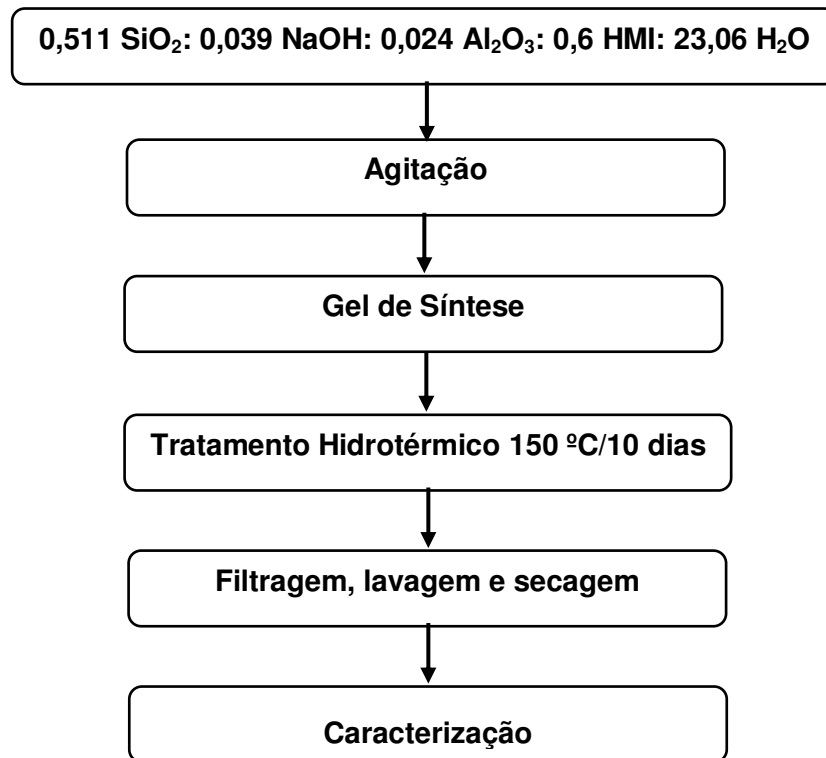 0,511 SiO₂: 0,039 NaOH: 0,024 Al₂O₃: 0,6 HMI: 23,06 H₂O
Agitação
Gel de Síntese
Tratamento Hidrotérmico 150 ºC/10 dias
Filtragem, lavagem e secagem
Caracterização